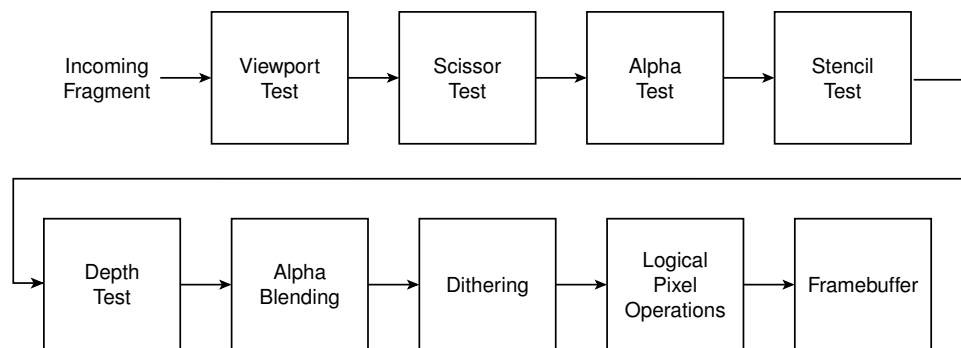 Incoming
Fragment
Viewport
Test
Scissor
Test
Alpha
Test
Stencil
Test
Depth
Test
Alpha
Blending
Dithering
Logical
Pixel
Operations
Framebuffer